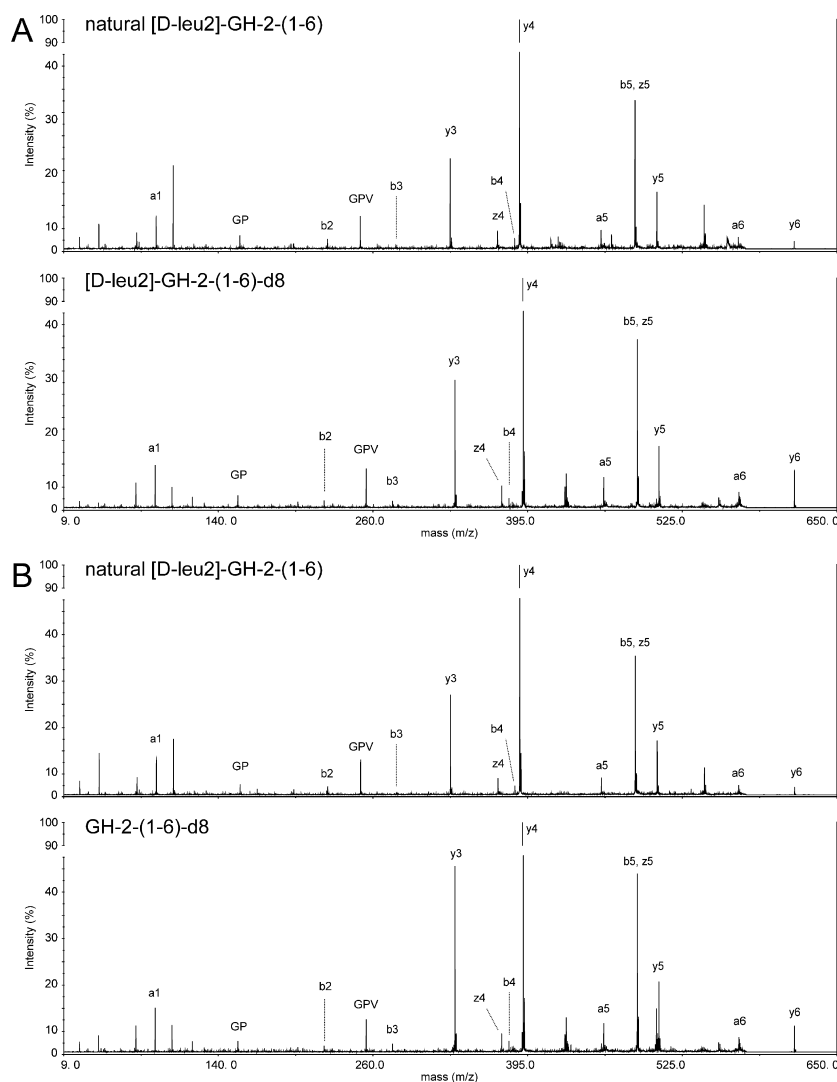 A
natural [D-leu2]-GH-2-(1-6)
100
90
40
30
20
10
0
Intensity (%)
a1
GP
b2
GPV
b3
y3
z4
b4
y4
a5
b5, z5
y5
a6
y6
[D-leu2]-GH-2-(1-6)-d8
100
90
40
30
20
10
0
Intensity (%)
a1
GP
b2
GPV
b3
y3
z4
b4
y4
a5
b5, z5
y5
a6
y6
9. 0 140. 0 260.0 395.0 525.0 650. 0
mass (m/z)
B
natural [D-leu2]-GH-2-(1-6)
100
90
40
30
20
10
0
Intensity (%)
a1
GP
b2
GPV
b3
y3
z4
b4
y4
a5
b5, z5
y5
a6
y6
GH-2-(1-6)-d8
100
90
40
30
20
10
0
Intensity (%)
a1
GP
b2
GPV
b3
y3
z4
b4
y4
a5
b5, z5
y5
a6
y6
9. 0 140. 0 260.0 395.0 525.0 650. 0
mass (m/z)